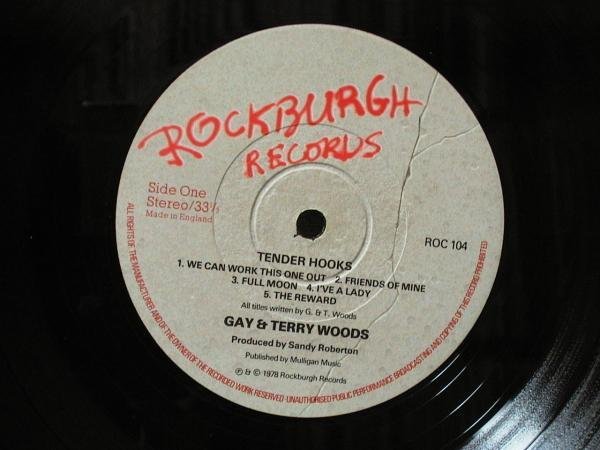 ROCKBURGH
RECORDS
Side One
Stereo/33⅓
Made in England
ROC 104
TENDER HOOKS
1. WE CAN WORK THIS ONE OUT 2. FRIENDS OF MINE
3. FULL MOON 4. I'VE A LADY
5. THE REWARD
All titles written by G. & T. Woods
GAY & TERRY WOODS
Produced by Sandy Roberton
Published by Mulligan Music
℗ & © 1978 Rockburgh Records
ALL RIGHTS OF THE MANUFACTURER AND OF THE OWNER OF THE RECORDED WORK RESERVED · UNAUTHORISED PUBLIC PERFORMANCE BROADCASTING AND COPYING OF THIS RECORD PROHIBITED